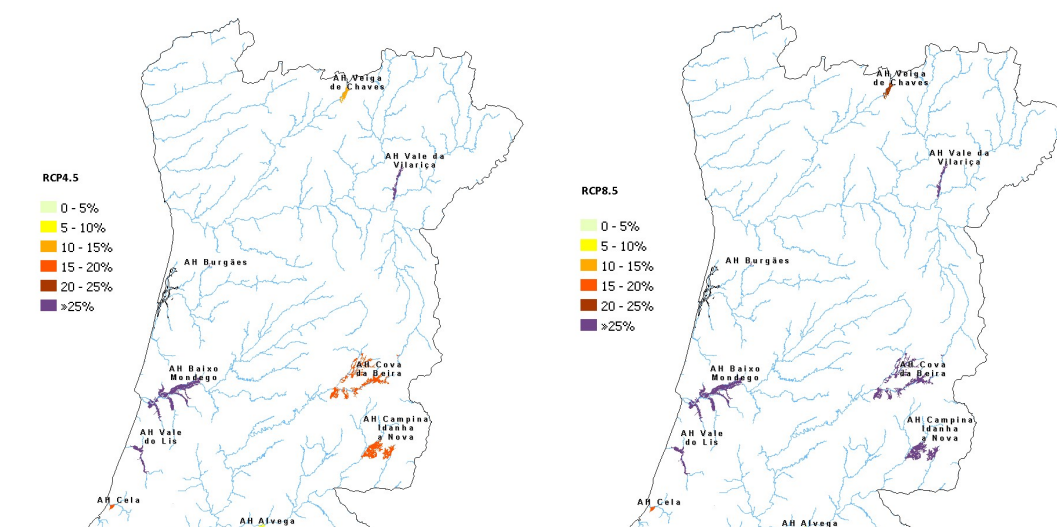 AH Veiga
de Chaves
AH Vale da
Vilariça
RCP4.5
0 - 5%
5 - 10%
10 - 15%
15 - 20%
20 - 25%
»25%
AH Burgães
AH Cova
da Beira
AH Baixo
Mondego
AH Campina
Idanha
a Nova
AH Vale
do Lis
AH Cela
AH Alvega
AH Veiga
de Chaves
AH Vale da
Vilariça
RCP8.5
0 - 5%
5 - 10%
10 - 15%
15 - 20%
20 - 25%
»25%
AH Burgães
AH Cova
da Beira
AH Baixo
Mondego
AH Campina
Idanha
a Nova
AH Vale
do Lis
AH Cela
AH Alvega